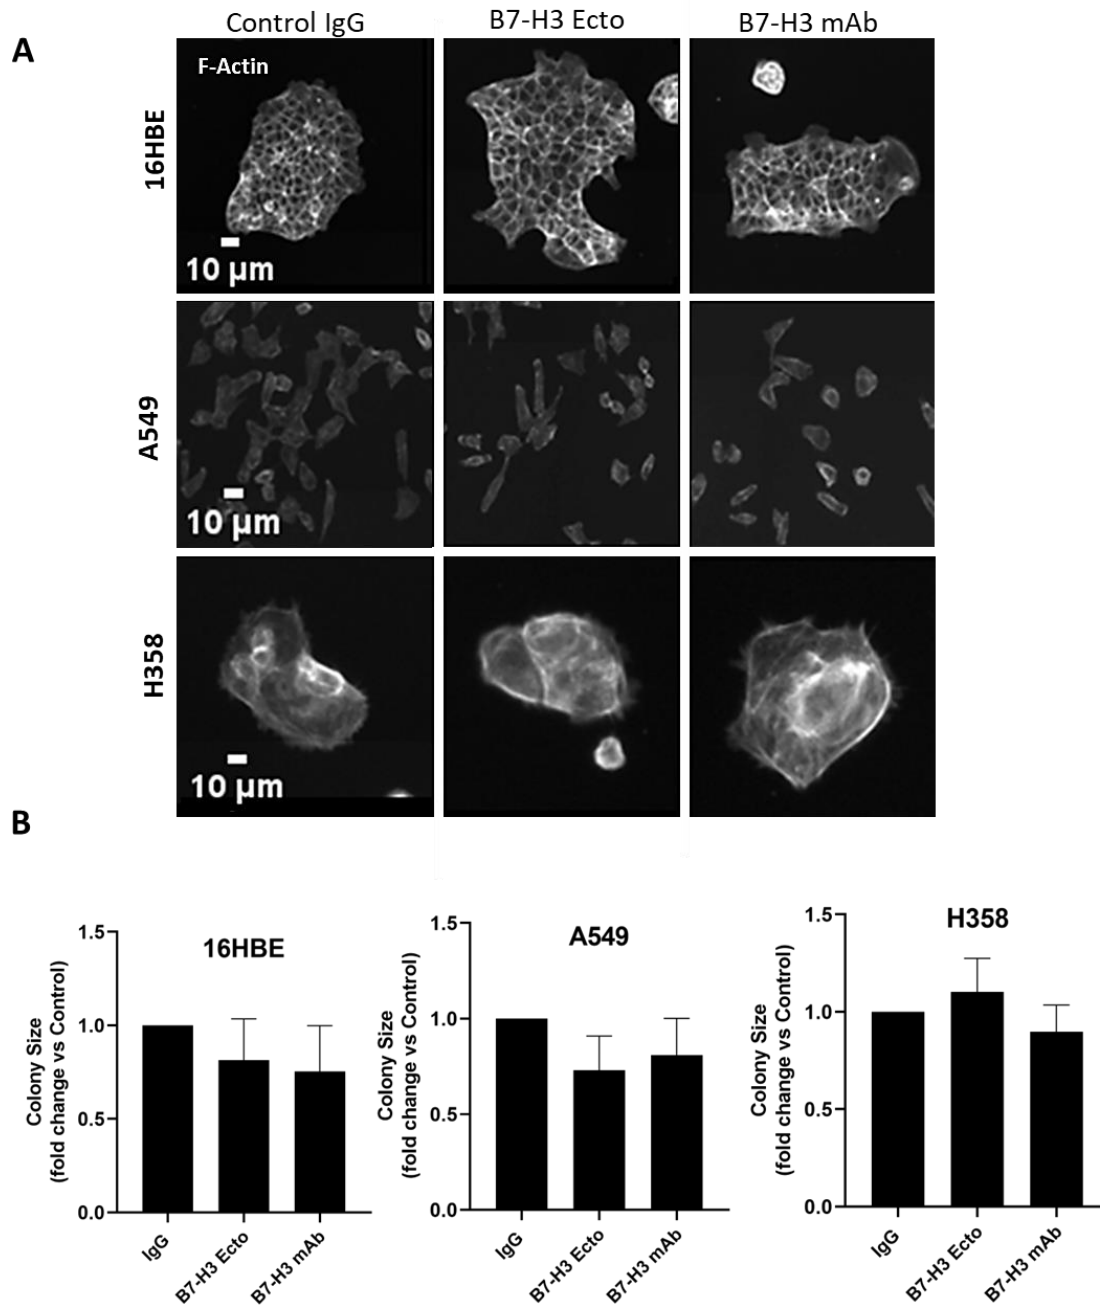 A
Control IgG
B7-H3 Ecto
B7-H3 mAb
16HBE
F-Actin
10 µm
A549
10 µm
H358
10 µm
B
16HBE
Colony Size
(fold change vs Control)
1.5
1.0
0.5
0.0
IgG
B7-H3 Ecto
B7-H3 mAb
A549
Colony Size
(fold change vs Control)
1.5
1.0
0.5
0.0
IgG
B7-H3 Ecto
B7-H3 mAb
H358
Colony Size
(fold change vs Control)
1.5
1.0
0.5
0.0
IgG
B7-H3 Ecto
B7-H3 mAb